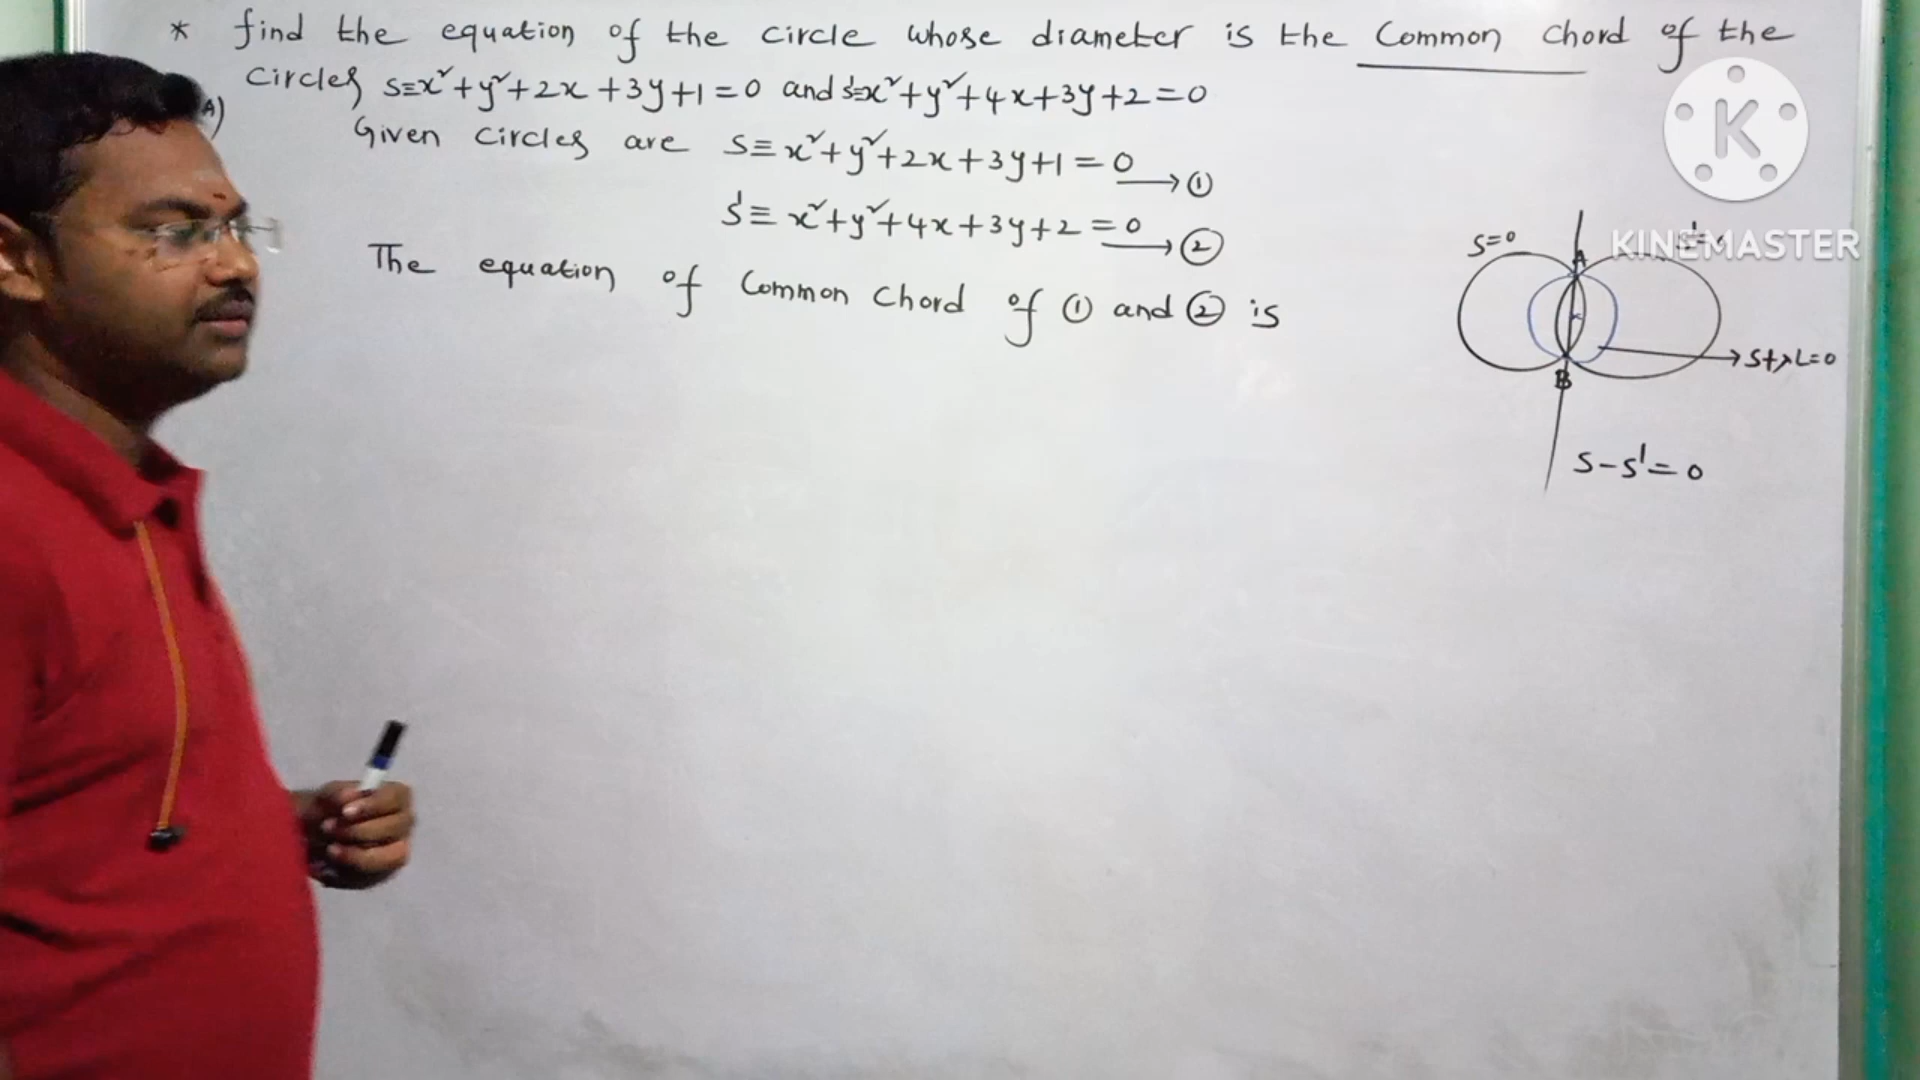 * find the equation of the circle whose diameter is the common chord of the
circles S≡x²+y²+2x+3y+1=0 and S'≡x²+y²+4x+3y+2=0
A)
Given circles are S≡x²+y²+2x+3y+1=0 → ①
S'≡x²+y²+4x+3y+2=0 → ②
The equation of common chord of ① and ② is
K
KINEMASTER
S=0
S'=0
A
S+λL=0
B
S-S'=0